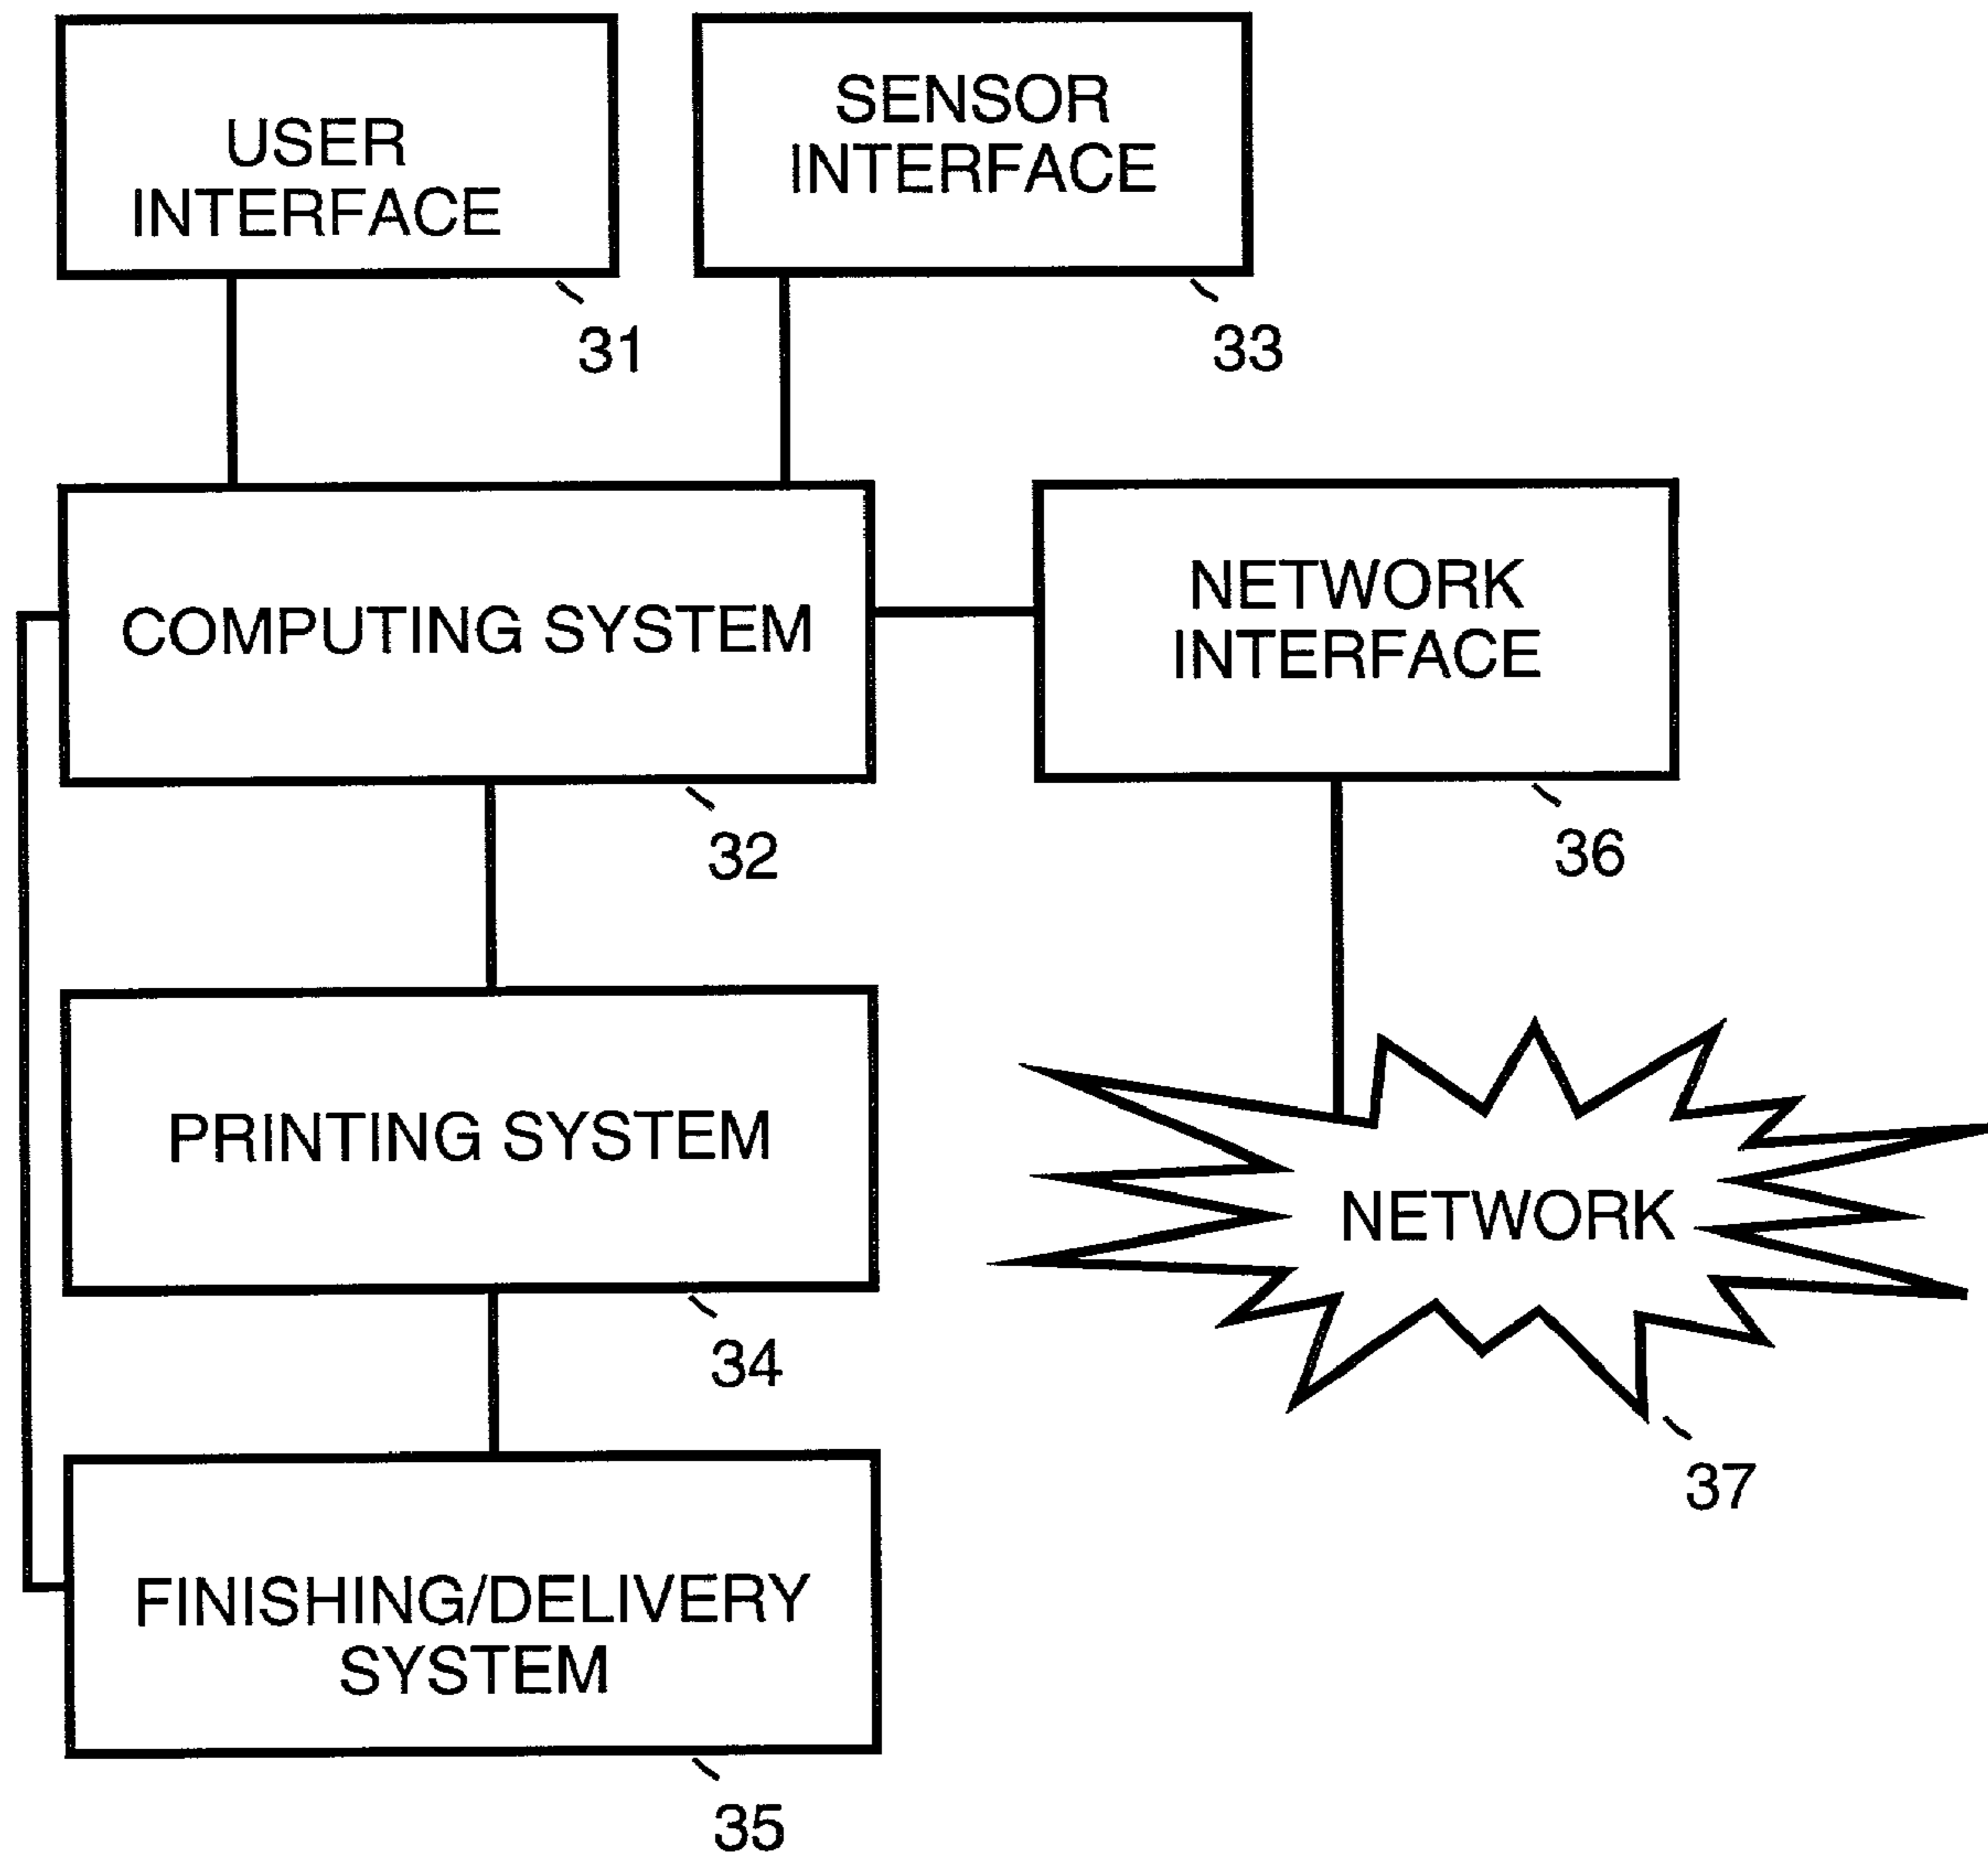 USER
INTERFACE
31
SENSOR
INTERFACE
33
COMPUTING SYSTEM
32
NETWORK
INTERFACE
36
PRINTING SYSTEM
34
NETWORK
37
FINISHING/DELIVERY
SYSTEM
35